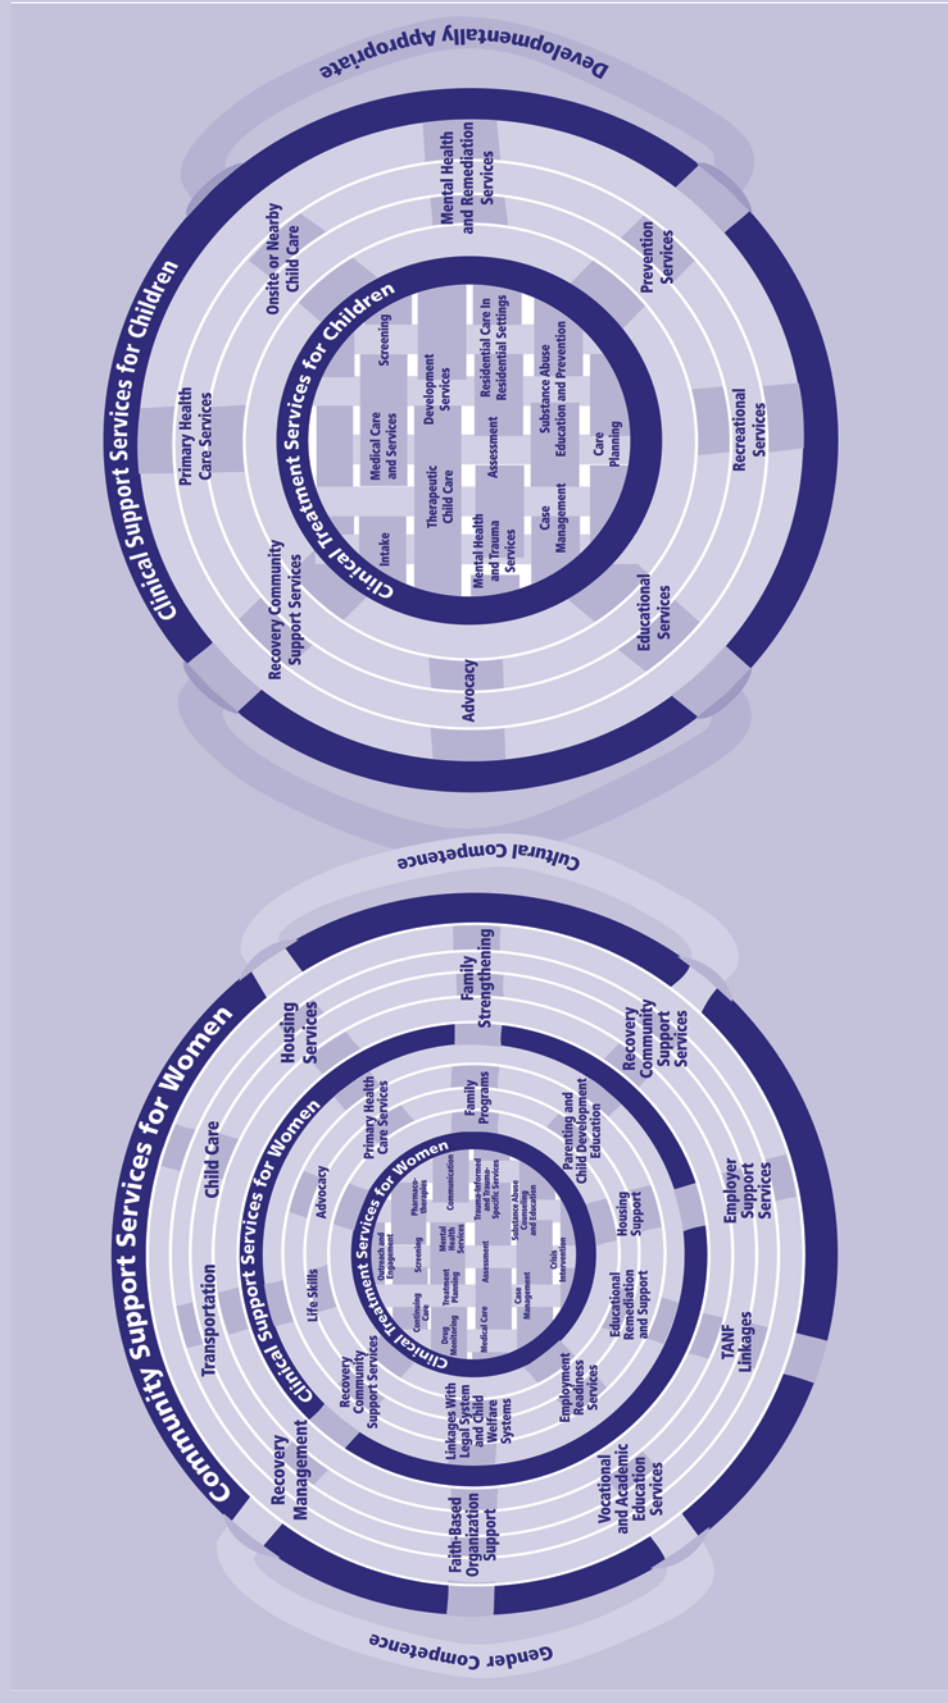 Gender Competence
Community Support Services for Women
Recovery
Management
Transportation
Child Care
Housing
Services
Family
Strengthening
Recovery
Community
Support
Services
Employer
Support
Services
TANF
Linkages
Vocational
and Academic
Education
Services
Faith-Based
Organization
Support
Clinical Support Services for Women
Recovery
Community
Support Services
Life Skills
Advocacy
Primary Health
Care Services
Family
Programs
Parenting and
Child Development
Education
Housing
Support
Educational
Remediation
and Support
Employment
Readiness
Services
Linkages With
Legal System
and Child
Welfare
Systems
Clinical Treatment Services for Women
Outreach and
Engagement
Continuing
Care
Screening
Pharmaco-
therapies
Drug
Monitoring
Treatment
Planning
Mental
Health
Services
Communication
Medical Care
Assessment
Trauma-Informed
and Trauma-
Specific Services
Case
Management
Substance Abuse
Counseling
and Education
Crisis
Intervention
Cultural Competence
Clinical Support Services for Children
Recovery Community
Support Services
Primary Health
Care Services
Onsite or Nearby
Child Care
Mental Health
and Remediation
Services
Prevention
Services
Recreational
Services
Educational
Services
Advocacy
Clinical Treatment Services for Children
Intake
Medical Care
and Services
Screening
Therapeutic
Child Care
Development
Services
Mental Health
and Trauma
Services
Assessment
Residential Care In
Residential Settings
Case
Management
Substance Abuse
Education and Prevention
Care
Planning
Developmentally Appropriate